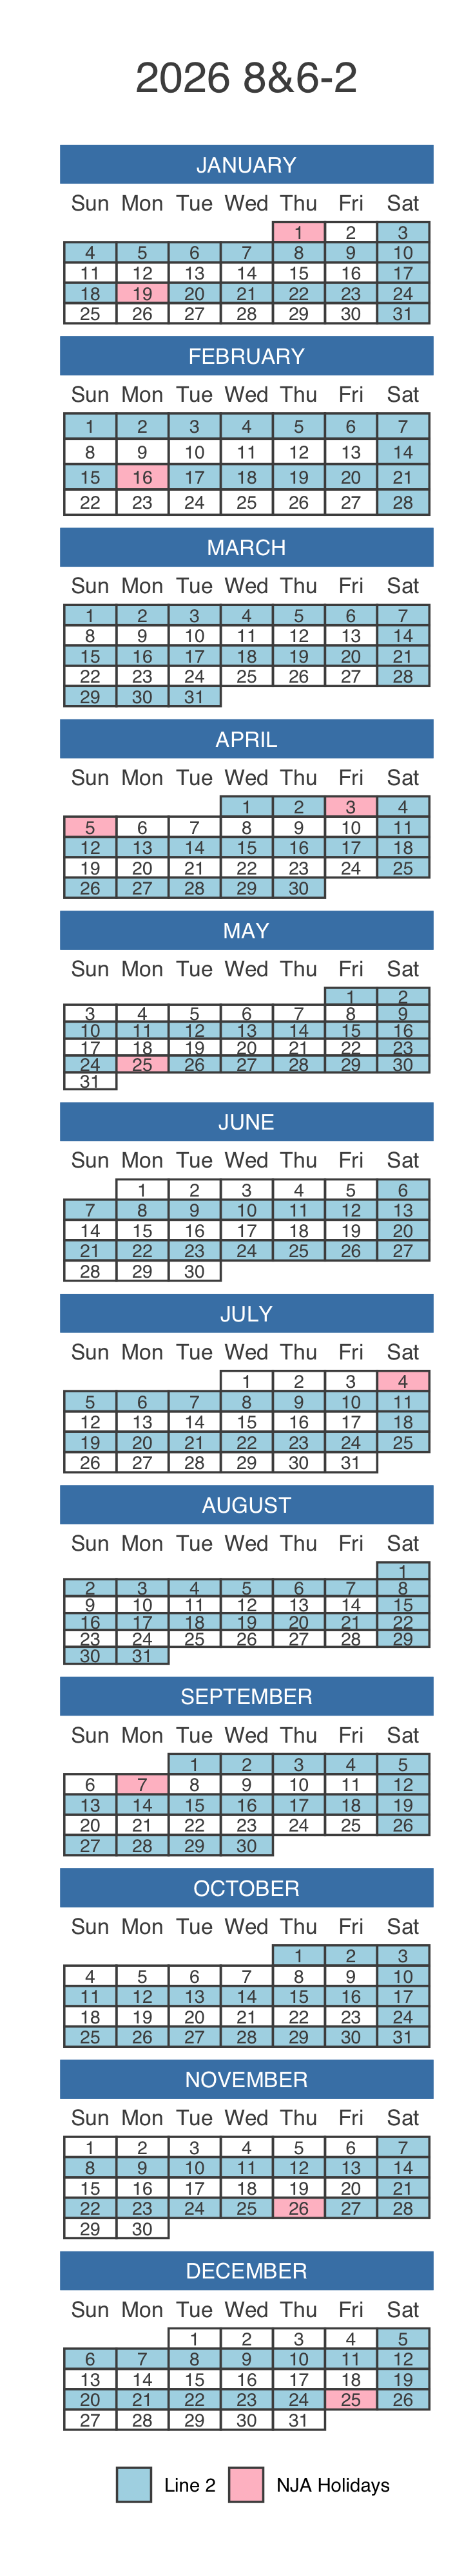 2026 8&6-2
JANUARY
Sun Mon Tue Wed Thu Fri Sat
1 2 3
4 5 6 7 8 9 10
11 12 13 14 15 16 17
18 19 20 21 22 23 24
25 26 27 28 29 30 31
FEBRUARY
Sun Mon Tue Wed Thu Fri Sat
1 2 3 4 5 6 7
8 9 10 11 12 13 14
15 16 17 18 19 20 21
22 23 24 25 26 27 28
MARCH
Sun Mon Tue Wed Thu Fri Sat
1 2 3 4 5 6 7
8 9 10 11 12 13 14
15 16 17 18 19 20 21
22 23 24 25 26 27 28
29 30 31
APRIL
Sun Mon Tue Wed Thu Fri Sat
1 2 3 4
5 6 7 8 9 10 11
12 13 14 15 16 17 18
19 20 21 22 23 24 25
26 27 28 29 30
MAY
Sun Mon Tue Wed Thu Fri Sat
1 2
3 4 5 6 7 8 9
10 11 12 13 14 15 16
17 18 19 20 21 22 23
24 25 26 27 28 29 30
31
JUNE
Sun Mon Tue Wed Thu Fri Sat
1 2 3 4 5 6
7 8 9 10 11 12 13
14 15 16 17 18 19 20
21 22 23 24 25 26 27
28 29 30
JULY
Sun Mon Tue Wed Thu Fri Sat
1 2 3 4
5 6 7 8 9 10 11
12 13 14 15 16 17 18
19 20 21 22 23 24 25
26 27 28 29 30 31
AUGUST
Sun Mon Tue Wed Thu Fri Sat
1
2 3 4 5 6 7 8
9 10 11 12 13 14 15
16 17 18 19 20 21 22
23 24 25 26 27 28 29
30 31
SEPTEMBER
Sun Mon Tue Wed Thu Fri Sat
1 2 3 4 5
6 7 8 9 10 11 12
13 14 15 16 17 18 19
20 21 22 23 24 25 26
27 28 29 30
OCTOBER
Sun Mon Tue Wed Thu Fri Sat
1 2 3
4 5 6 7 8 9 10
11 12 13 14 15 16 17
18 19 20 21 22 23 24
25 26 27 28 29 30 31
NOVEMBER
Sun Mon Tue Wed Thu Fri Sat
1 2 3 4 5 6 7
8 9 10 11 12 13 14
15 16 17 18 19 20 21
22 23 24 25 26 27 28
29 30
DECEMBER
Sun Mon Tue Wed Thu Fri Sat
1 2 3 4 5
6 7 8 9 10 11 12
13 14 15 16 17 18 19
20 21 22 23 24 25 26
27 28 29 30 31
Line 2 NJA Holidays